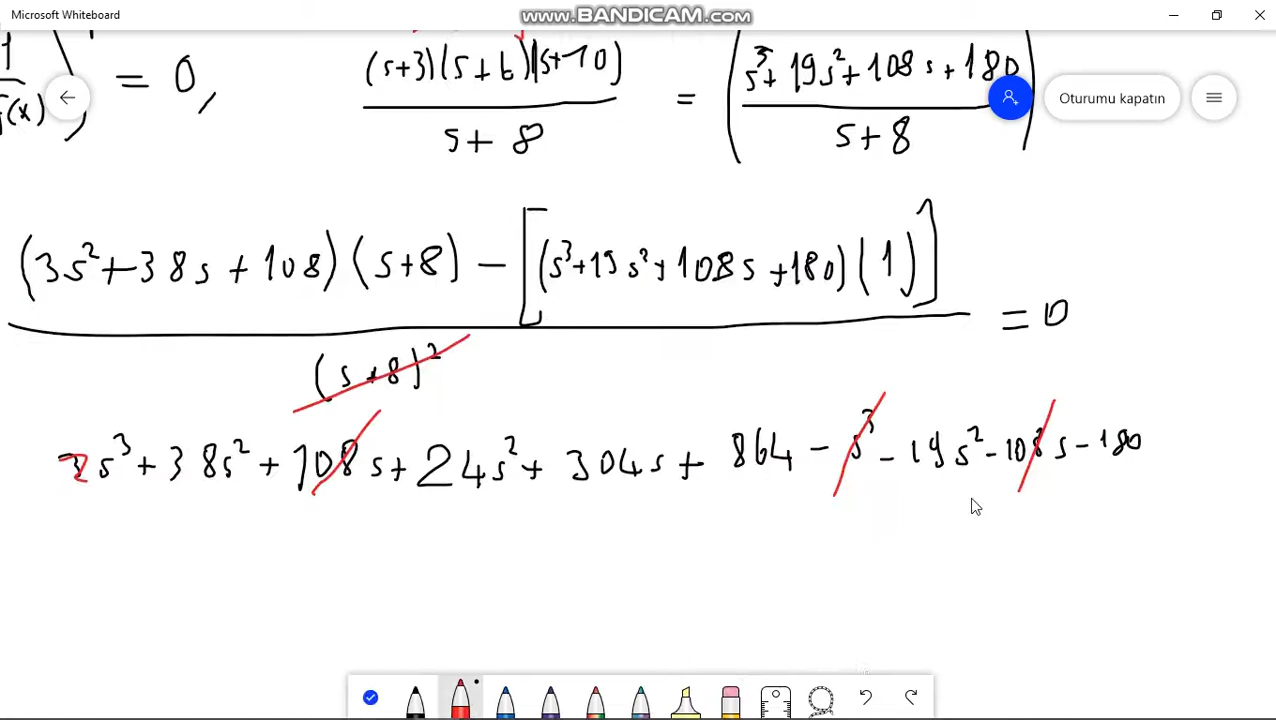 Microsoft Whiteboard
www.BANDICAM.com
= 0,
(s+3)(s+6)(s+10) / s+8 = (s³+19s²+108s+180 / s+8)
Oturumu kapatın
(3s²+38s+108)(s+8) - [(s³+19s²+108s+180)(1)] / (s+8)² = 0
2s³+38s²+108s+24s²+304s+864-s³-19s²-108s-180